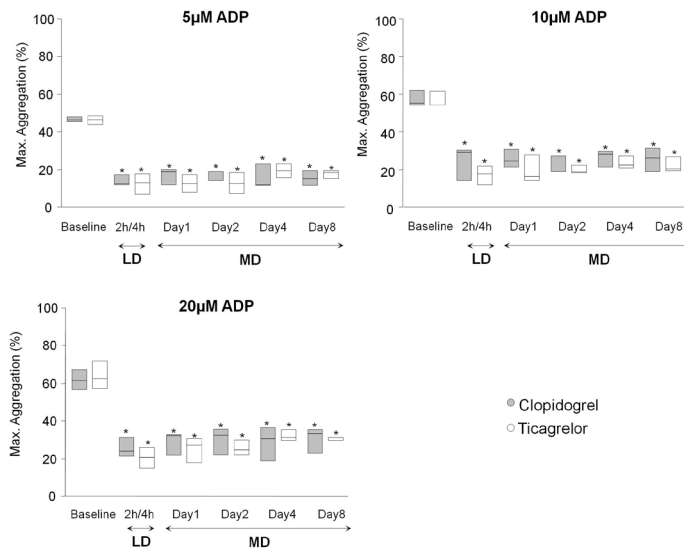 5µM ADP
Max. Aggregation (%)
100
80
60
40
20
0
* * * * * * * * * *
Baseline 2h/4h Day1 Day2 Day4 Day8
LD MD
10µM ADP
Max. Aggregation (%)
100
80
60
40
20
0
* * * * * * * * * *
Baseline 2h/4h Day1 Day2 Day4 Day8
LD MD
20µM ADP
Max. Aggregation (%)
100
80
60
40
20
0
* * * * * * * * * *
Baseline 2h/4h Day1 Day2 Day4 Day8
LD MD
Clopidogrel
Ticagrelor